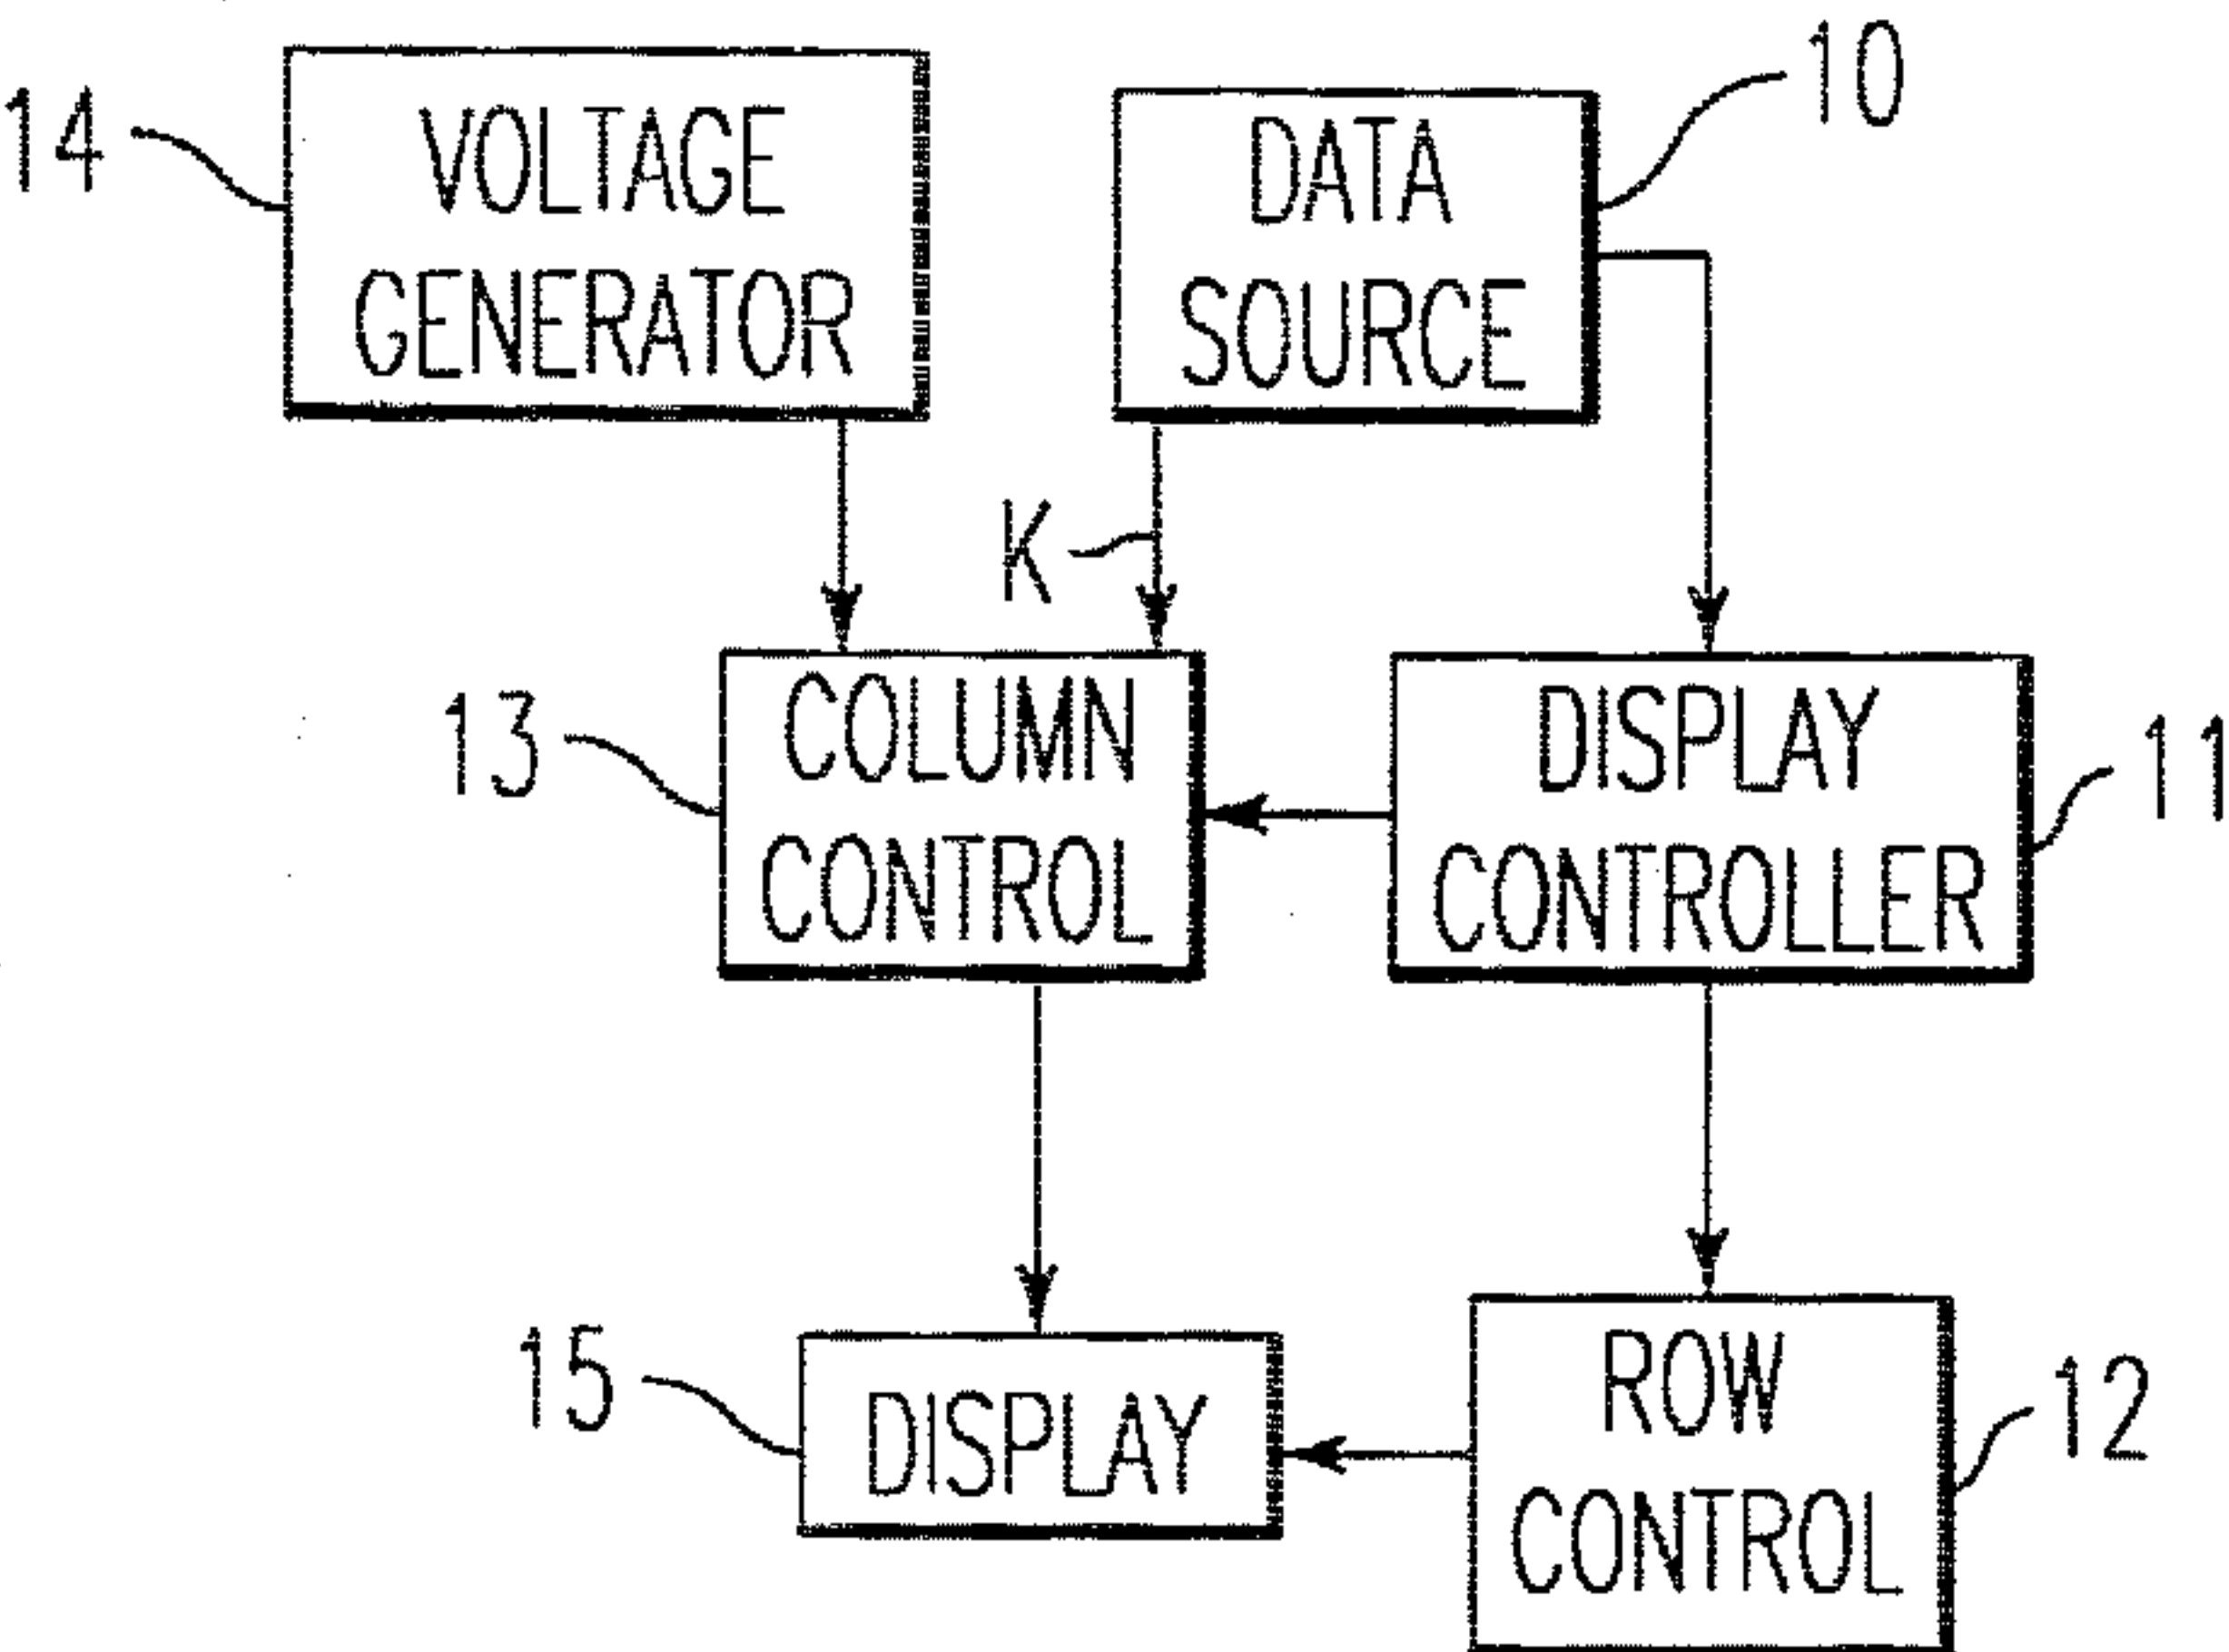 14
VOLTAGE
GENERATOR
DATA
SOURCE
10
K
13
COLUMN
CONTROL
DISPLAY
CONTROLLER
11
15
DISPLAY
ROW
CONTROL
12